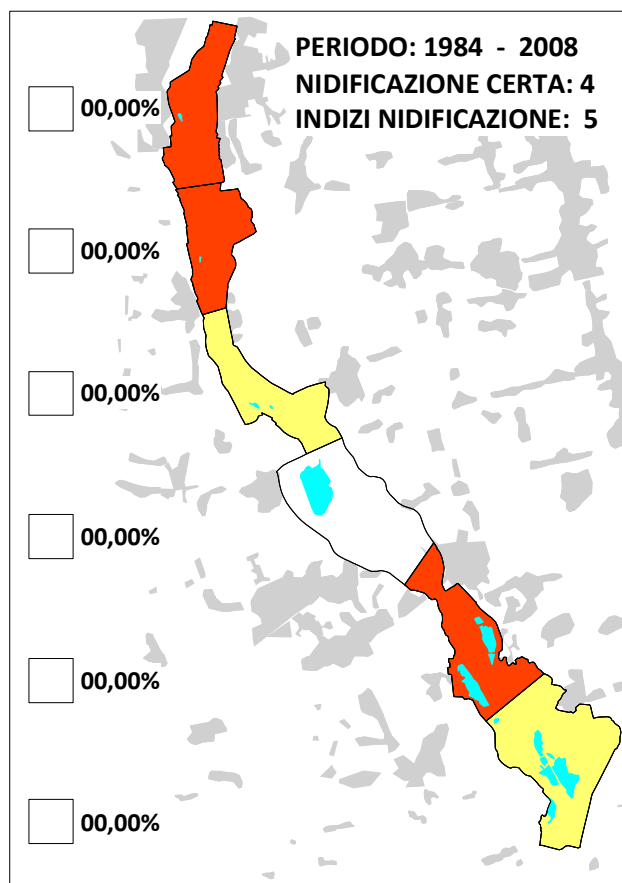 PERIODO: 1984 - 2008
NIDIFICAZIONE CERTA: 4
INDIZI NIDIFICAZIONE: 5
00,00%
00,00%
00,00%
00,00%
00,00%
00,00%